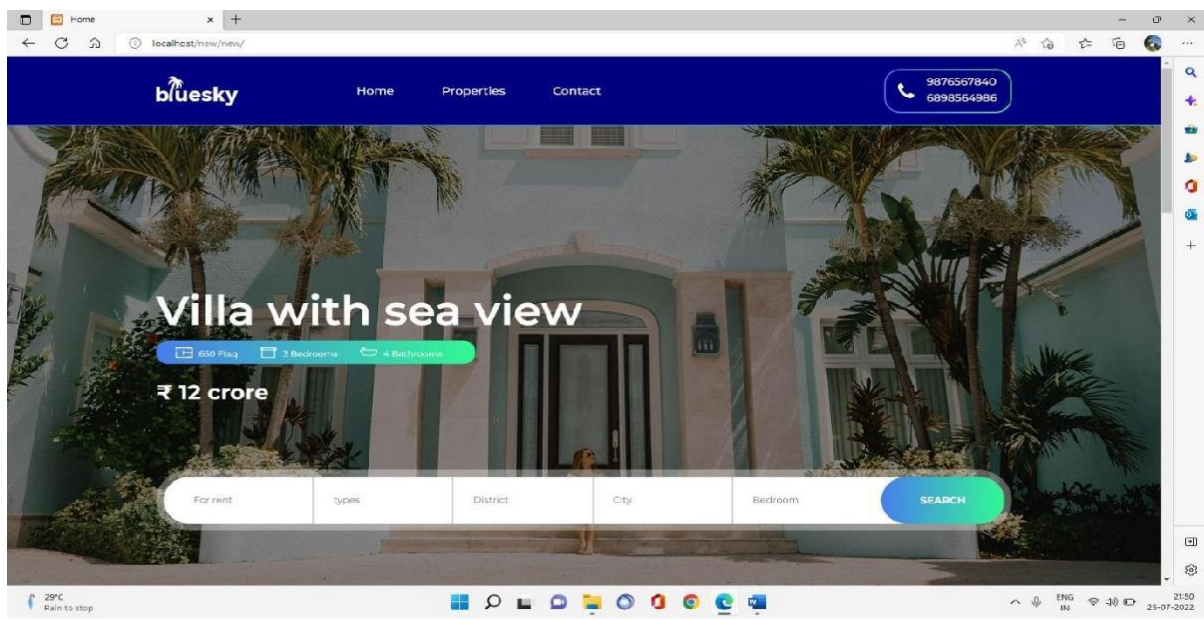 Home
localhost/new/new/
bluesky
Home Properties Contact
9876567840
6898564986
Villa with sea view
650 Ftsq 3 Bedrooms 4 Bathrooms
₹ 12 crore
For rent types District City Bedroom SEARCH
29°C
Rain to stop
ENG
IN
21:50
25-07-2022